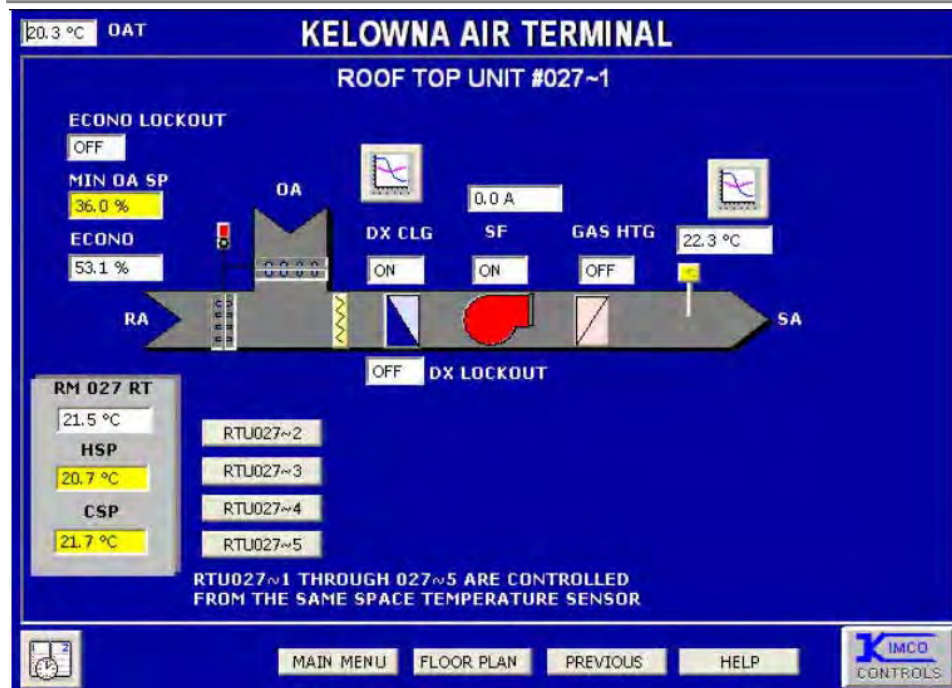 20.3 °C OAT
KELOWNA AIR TERMINAL
ROOF TOP UNIT #027~1
ECONO LOCKOUT
OFF
MIN OA SP
36.0 %
ECONO
53.1 %
OA
0.0 A
DX CLG
SF
GAS HTG
22.3 °C
ON
ON
OFF
RA
SA
OFF DX LOCKOUT
RM 027 RT
21.5 °C
HSP
20.7 °C
CSP
21.7 °C
RTU027~2
RTU027~3
RTU027~4
RTU027~5
RTU027~1 THROUGH 027~5 ARE CONTROLLED
FROM THE SAME SPACE TEMPERATURE SENSOR
1 2
MAIN MENU
FLOOR PLAN
PREVIOUS
HELP
KIMCO
CONTROLS